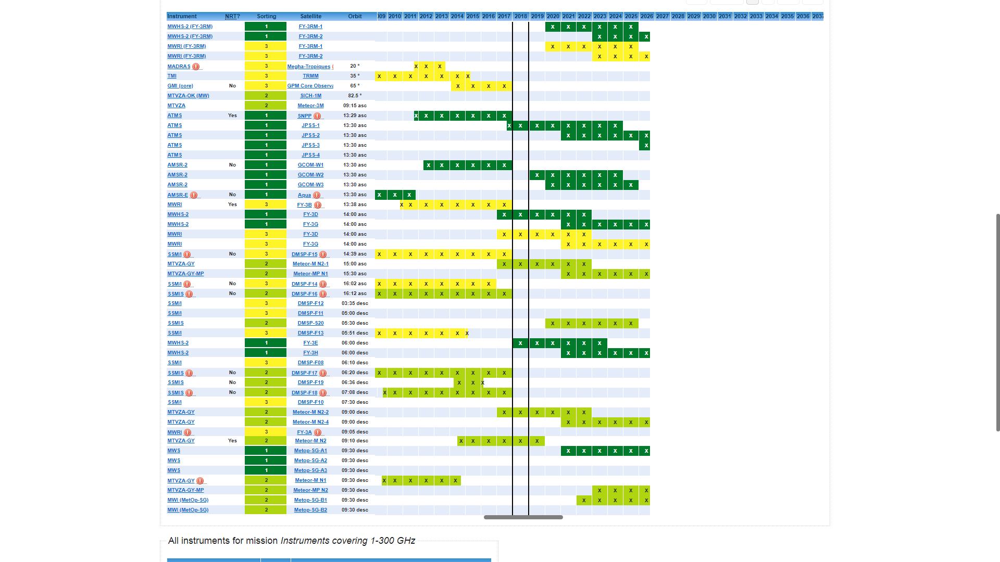 Instrument NRT? Sorting Satellite Orbit 009 2010 2011 2012 2013 2014 2015 2016 2017 2018 2019 2020 2021 2022 2023 2024 2025 2026 2027 2028 2029 2030 2031 2032 2033 2034 2035 2036 2037
MWHS-2 (FY-3RM) 1 FY-3RM-1 X X X X X X
MWHS-2 (FY-3RM) 1 FY-3RM-2 X X X X
MWRI (FY-3RM) 3 FY-3RM-1 X X X X X X
MWRI (FY-3RM) 3 FY-3RM-2 X X X X
MADRAS 3 Megha-Tropiques 20 ° X X X
TMI 3 TRMM 35 ° X X X X X X X
GMI (core) No 3 GPM Core Observa 65 ° X X X X
MTVZA-OK (MW) 2 SICH-1M 82.5 °
MTVZA 2 Meteor-3M 09:15 asc
ATMS Yes 1 SNPP 13:29 asc X X X X X X X
ATMS 1 JPSS-1 13:30 asc X X X X X X X X
ATMS 1 JPSS-2 13:30 asc X X X X X X
ATMS 1 JPSS-3 13:30 asc X
ATMS 1 JPSS-4 13:30 asc
AMSR-2 No 1 GCOM-W1 13:30 asc X X X X X X
AMSR-2 1 GCOM-W2 13:30 asc X X X X X X
AMSR-2 1 GCOM-W3 13:30 asc X X X X X X
AMSR-E No 1 Aqua 13:30 asc X X X
MWRI Yes 3 FY-3B 13:38 asc X X X X X X X X
MWHS-2 1 FY-3D 14:00 asc X X X X X X
MWHS-2 1 FY-3G 14:00 asc X X X X X X
MWRI 3 FY-3D 14:00 asc X X X X X X
MWRI 3 FY-3G 14:00 asc X X X X X X
SSM/I No 3 DMSP-F15 14:39 asc X X X X X X X X X
MTVZA-GY 2 Meteor-M N2-1 15:00 asc X X X X X X
MTVZA-GY-MP 2 Meteor-MP N1 15:30 asc X X X X X X
SSM/I No 3 DMSP-F14 16:02 asc X X X X X X X X
SSMIS No 2 DMSP-F16 16:12 asc X X X X X X X X X
SSM/I 3 DMSP-F12 03:35 desc
SSM/I 3 DMSP-F11 05:00 desc
SSMIS 2 DMSP-S20 05:30 desc X X X X X X
SSM/I 3 DMSP-F13 05:51 desc X X X X X X X
MWHS-2 1 FY-3E 06:00 desc X X X X X X
MWHS-2 1 FY-3H 06:00 desc X X X X X X
SSM/I 3 DMSP-F08 06:10 desc
SSMIS No 2 DMSP-F17 06:20 desc X X X X X X X X X
SSMIS No 2 DMSP-F19 06:36 desc X X X
SSMIS No 2 DMSP-F18 07:08 desc X X X X X X X X X
SSM/I 3 DMSP-F10 07:30 desc
MTVZA-GY 2 Meteor-M N2-2 09:00 desc X X X X X X
MTVZA-GY 2 Meteor-M N2-4 09:00 desc X X X X X X
MWRI 3 FY-3A 09:05 desc
MTVZA-GY Yes 2 Meteor-M N2 09:10 desc X X X X X X
MWS 1 Metop-SG-A1 09:30 desc X X X X X X
MWS 1 Metop-SG-A2 09:30 desc
MWS 1 Metop-SG-A3 09:30 desc
MTVZA-GY 2 Meteor-M N1 09:30 desc X X X X X X
MTVZA-GY-MP 2 Meteor-MP N2 09:30 desc X X X X
MWI (MetOp-SG) 2 Metop-SG-B1 09:30 desc X X X X X
MWI (MetOp-SG) 2 Metop-SG-B2 09:30 desc
All instruments for mission Instruments covering 1-300 GHz